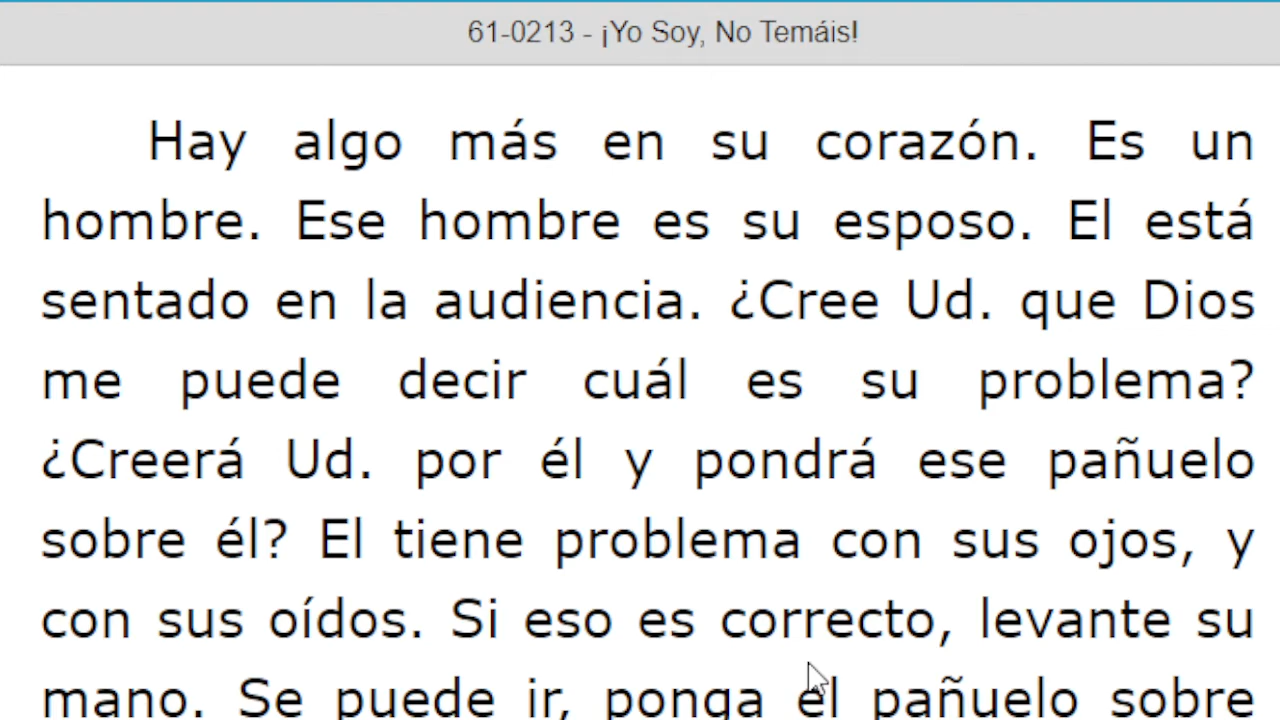 61-0213 - ¡Yo Soy, No Temáis!
Hay algo más en su corazón. Es un
hombre. Ese hombre es su esposo. El está
sentado en la audiencia. ¿Cree Ud. que Dios
me puede decir cuál es su problema?
¿Creerá Ud. por él y pondrá ese pañuelo
sobre él? El tiene problema con sus ojos, y
con sus oídos. Si eso es correcto, levante su
mano. Se puede ir, ponga el pañuelo sobre